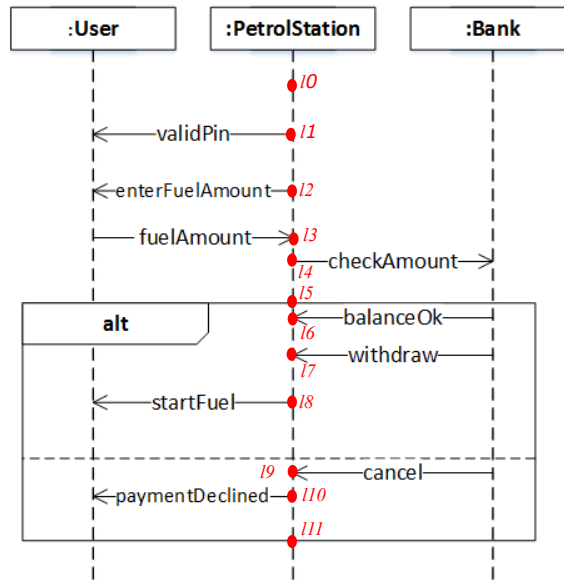 :User :PetrolStation :Bank
l0
validPin l1
enterFuelAmount l2
fuelAmount l3
l4 checkAmount
l5
alt balanceOk
l6
withdraw
l7
startFuel l8
l9 cancel
paymentDeclined l10
l11